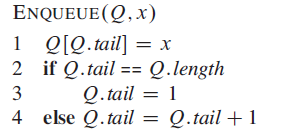 ENQUEUE(Q, x)
1 Q[Q.tail] = x
2 if Q.tail == Q.length
3 Q.tail = 1
4 else Q.tail = Q.tail + 1